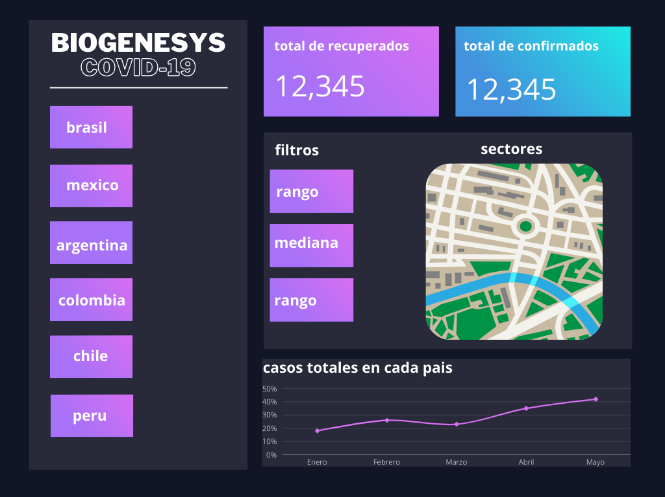 BIOGENESYS
COVID-19
brasil
mexico
argentina
colombia
chile
peru
total de recuperados
12,345
total de confirmados
12,345
filtros
rango
mediana
rango
sectores
casos totales en cada pais
50%
40%
30%
20%
10%
0%
Enero Febrero Marzo Abril Mayo